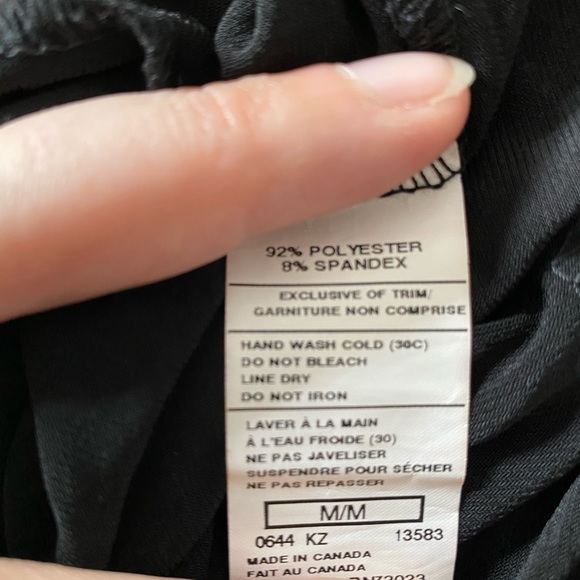 92% POLYESTER
8% SPANDEX
EXCLUSIVE OF TRIM/
GARNITURE NON COMPRISE
HAND WASH COLD (30C)
DO NOT BLEACH
LINE DRY
DO NOT IRON
LAVER À LA MAIN
À L'EAU FROIDE (30)
NE PAS JAVELISER
SUSPENDRE POUR SÉCHER
NE PAS REPASSER
M/M
0644 KZ 13583
MADE IN CANADA
FAIT AU CANADA